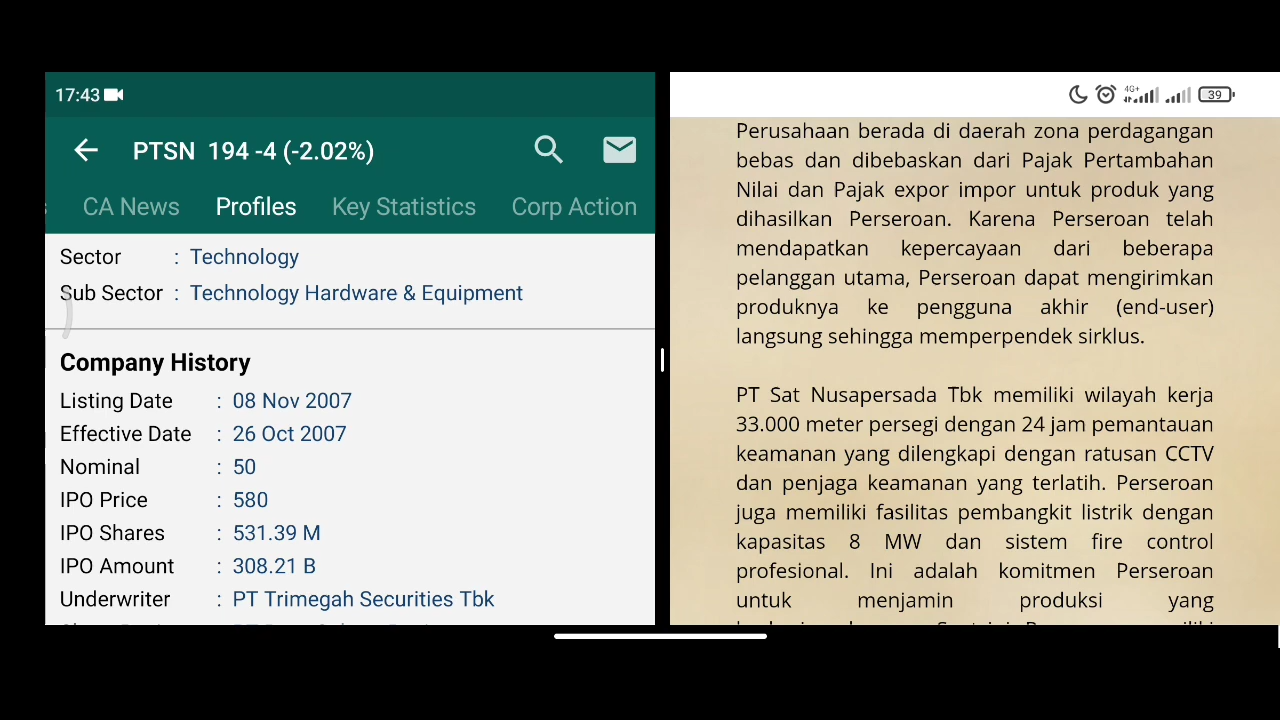 17:43
PTSN 194 -4 (-2.02%)
CA News Profiles Key Statistics Corp Action
Sector : Technology
Sub Sector : Technology Hardware & Equipment
Company History
Listing Date : 08 Nov 2007
Effective Date : 26 Oct 2007
Nominal : 50
IPO Price : 580
IPO Shares : 531.39 M
IPO Amount : 308.21 B
Underwriter : PT Trimegah Securities Tbk
4G+ 39
Perusahaan berada di daerah zona perdagangan
bebas dan dibebaskan dari Pajak Pertambahan
Nilai dan Pajak expor impor untuk produk yang
dihasilkan Perseroan. Karena Perseroan telah
mendapatkan kepercayaan dari beberapa
pelanggan utama, Perseroan dapat mengirimkan
produknya ke pengguna akhir (end-user)
langsung sehingga memperpendek sirklus.
PT Sat Nusapersada Tbk memiliki wilayah kerja
33.000 meter persegi dengan 24 jam pemantauan
keamanan yang dilengkapi dengan ratusan CCTV
dan penjaga keamanan yang terlatih. Perseroan
juga memiliki fasilitas pembangkit listrik dengan
kapasitas 8 MW dan sistem fire control
profesional. Ini adalah komitmen Perseroan
untuk menjamin produksi yang